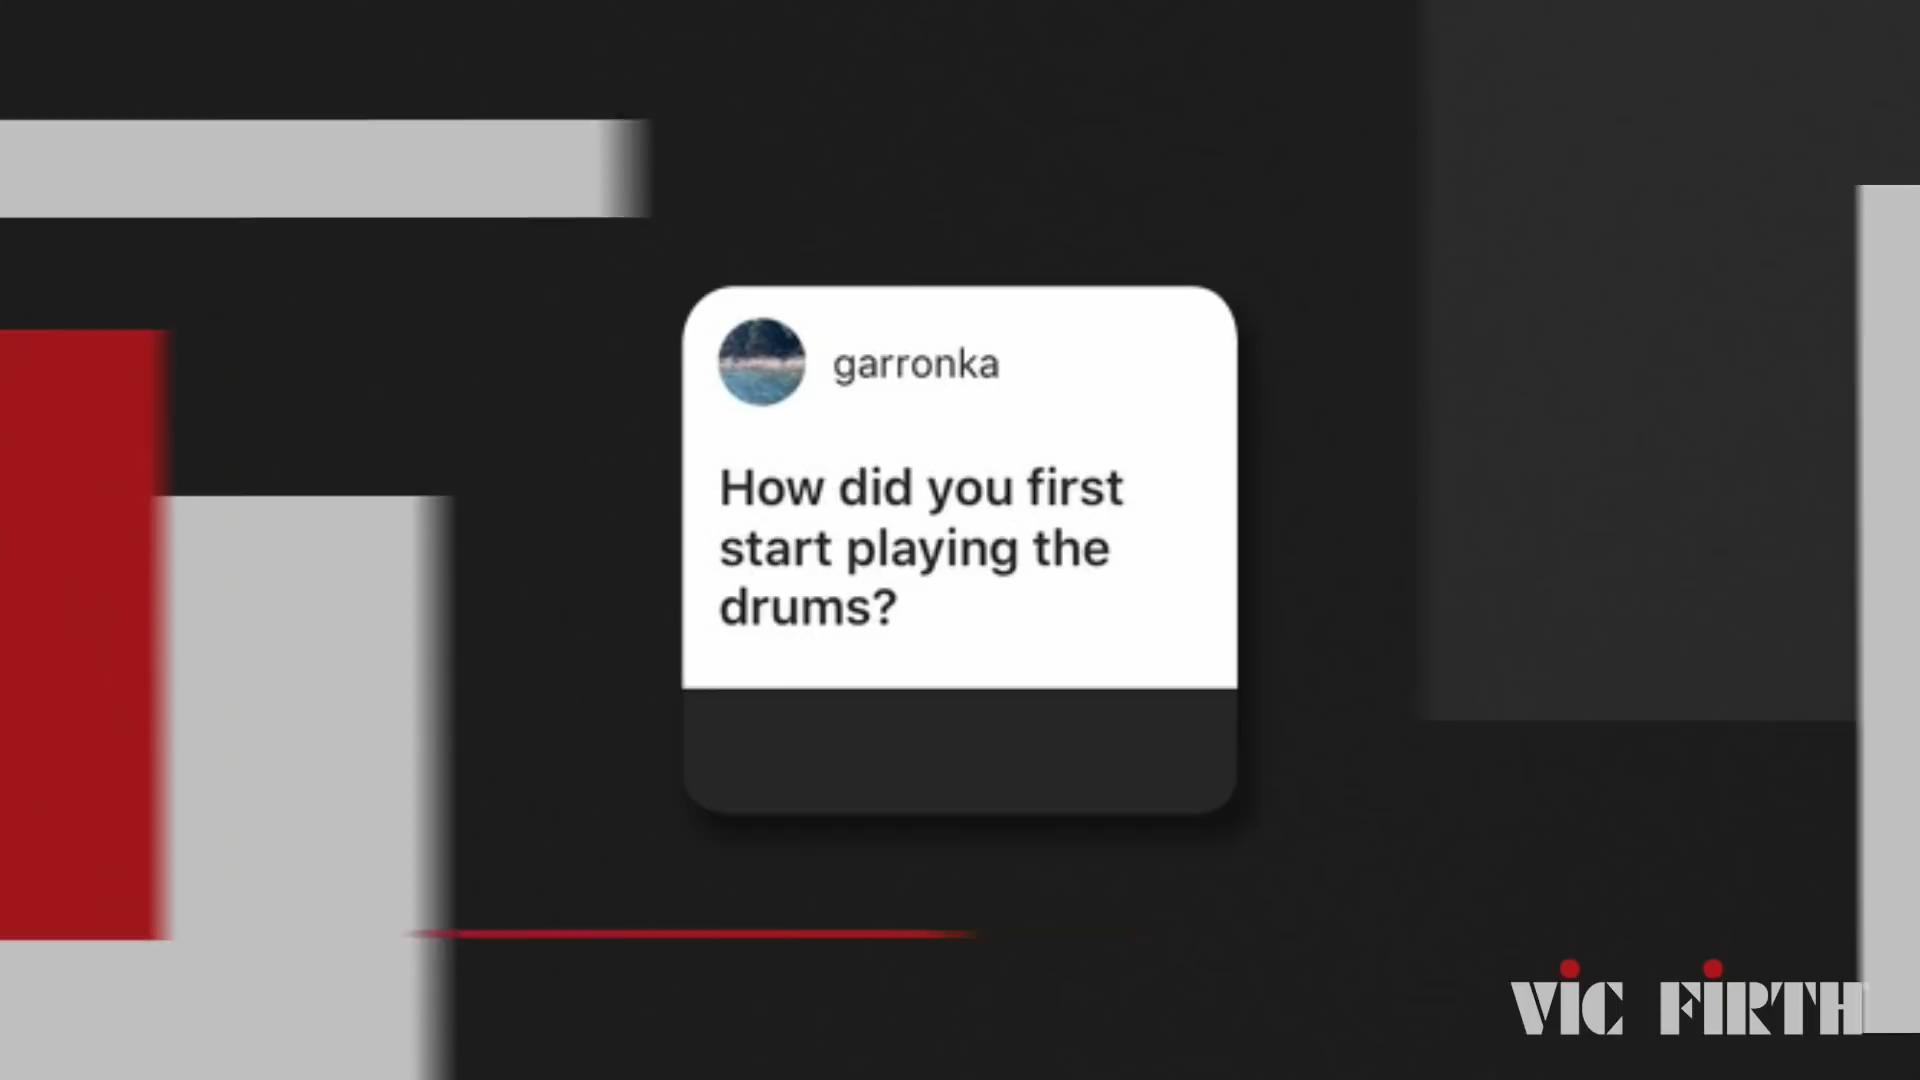 garronka
How did you first
start playing the
drums?
VIC FIRTH